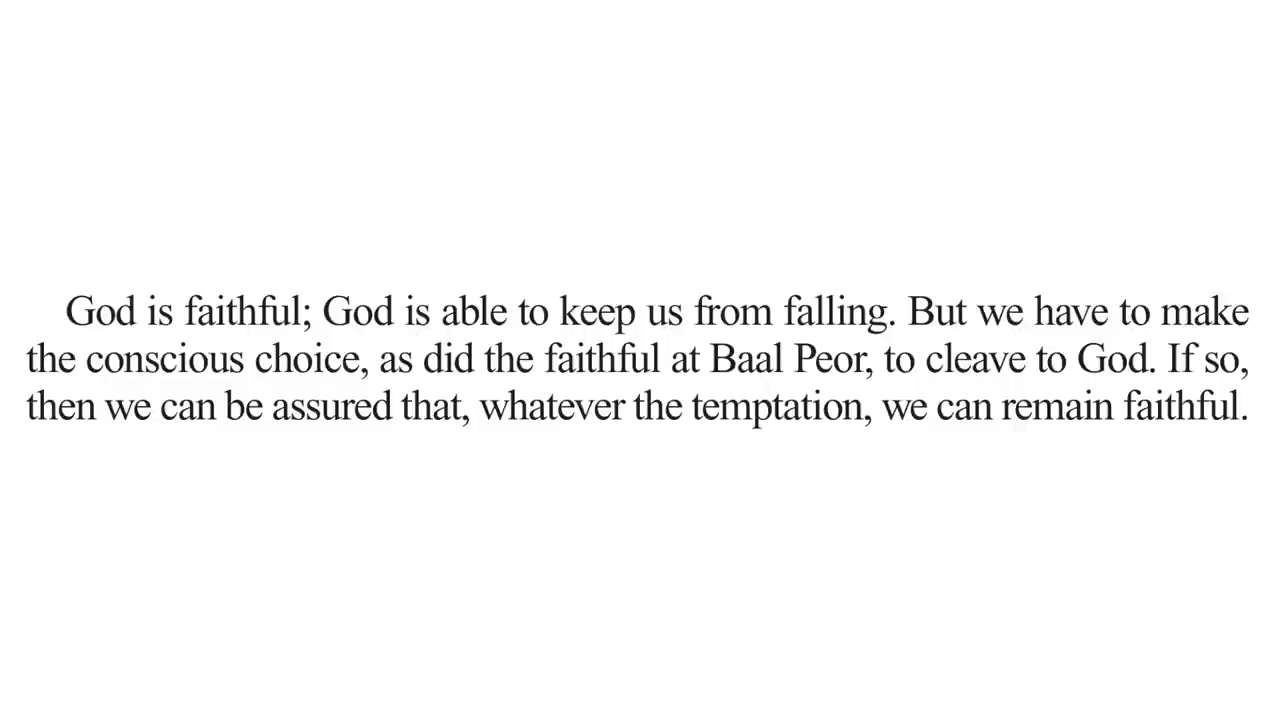 God is faithful; God is able to keep us from falling. But we have to make
the conscious choice, as did the faithful at Baal Peor, to cleave to God. If so,
then we can be assured that, whatever the temptation, we can remain faithful.